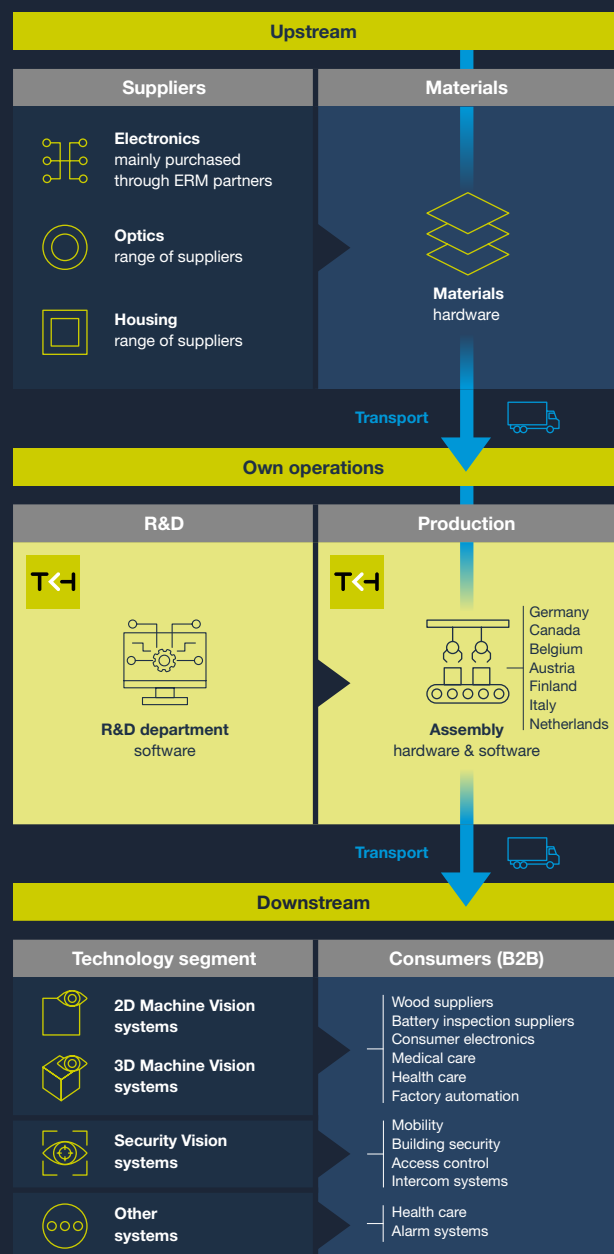 Upstream
Suppliers
Materials
Electronics
mainly purchased
through ERM partners
Optics
range of suppliers
Housing
range of suppliers
Materials
hardware
Transport
Own operations
R&D
Production
TKH
TKH
R&D department
software
Assembly
hardware & software
Germany
Canada
Belgium
Austria
Finland
Italy
Netherlands
Transport
Downstream
Technology segment
Consumers (B2B)
2D Machine Vision
systems
3D Machine Vision
systems
Wood suppliers
Battery inspection suppliers
Consumer electronics
Medical care
Health care
Factory automation
Security Vision
systems
Mobility
Building security
Access control
Intercom systems
Other
systems
Health care
Alarm systems